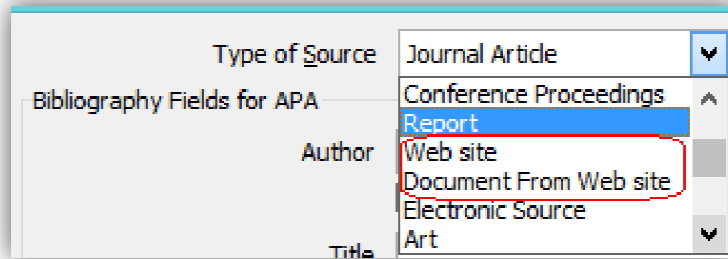 Type of Source Journal Article
Conference Proceedings
Bibliography Fields for APA
Report
Author Web site
Document From Web site
Electronic Source
Title Art